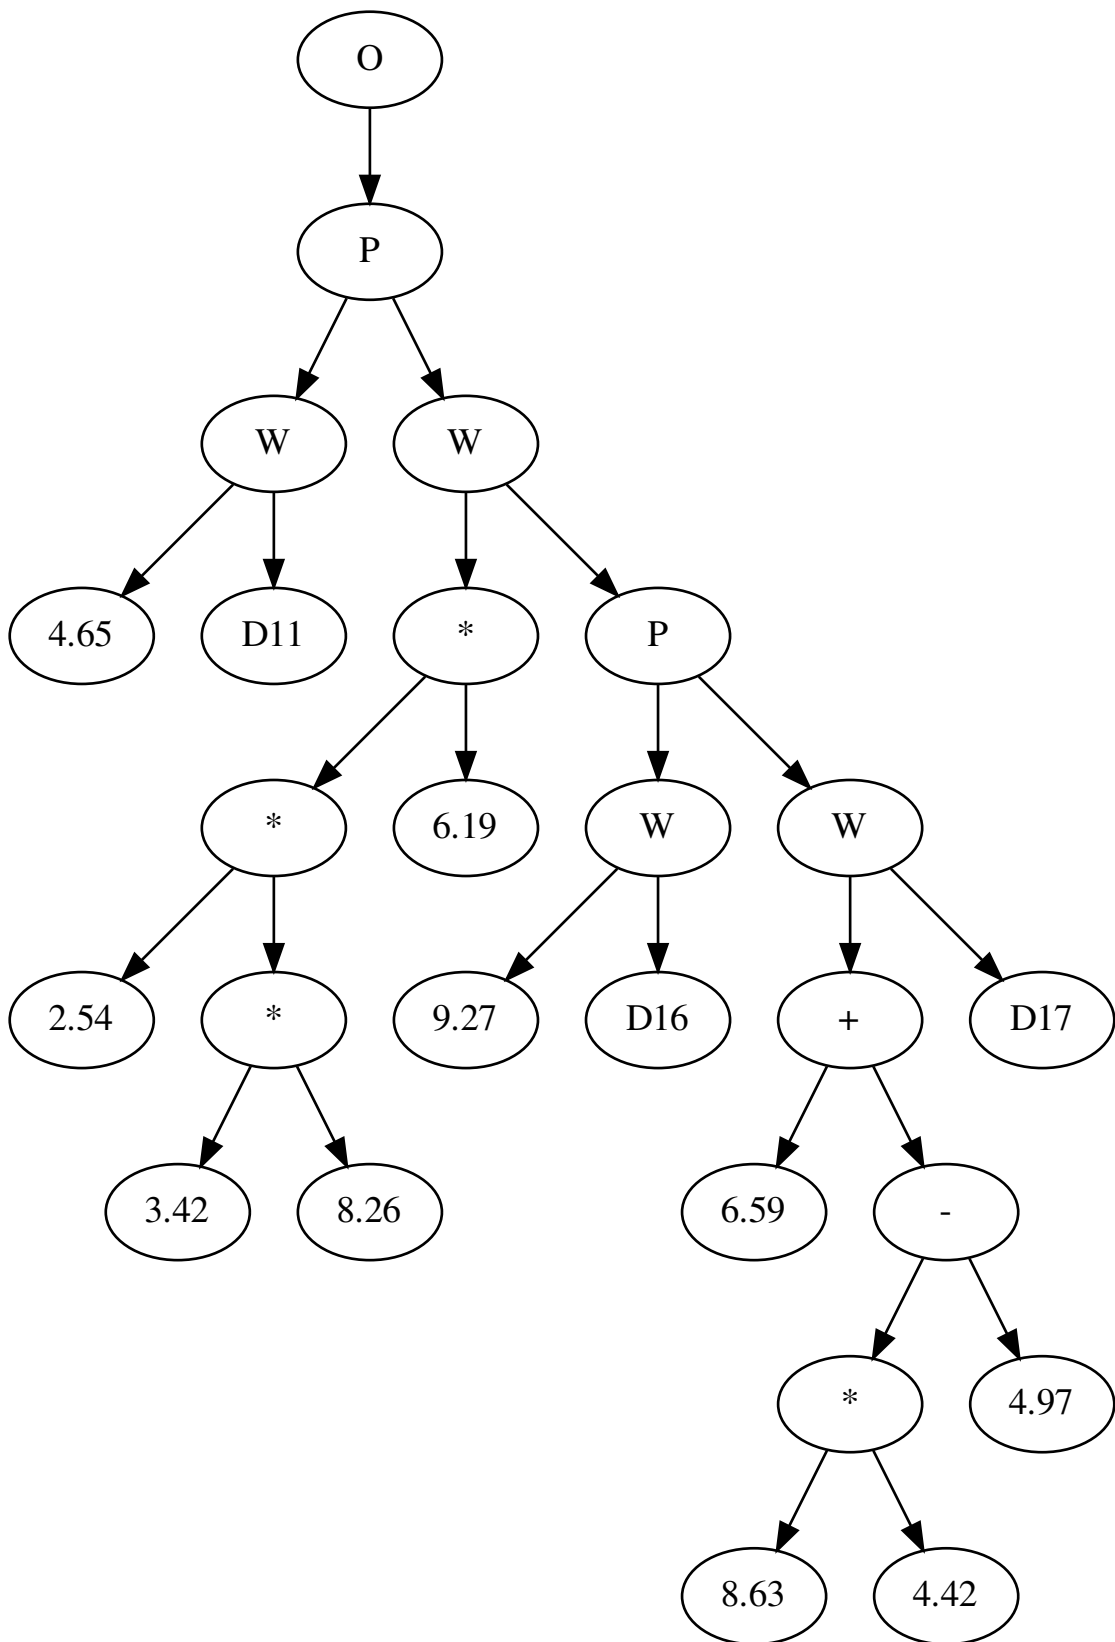 O
P
W W
4.65 D11 * P
* 6.19 W W
2.54 * 9.27 D16 + D17
3.42 8.26 6.59 -
* 4.97
8.63 4.42